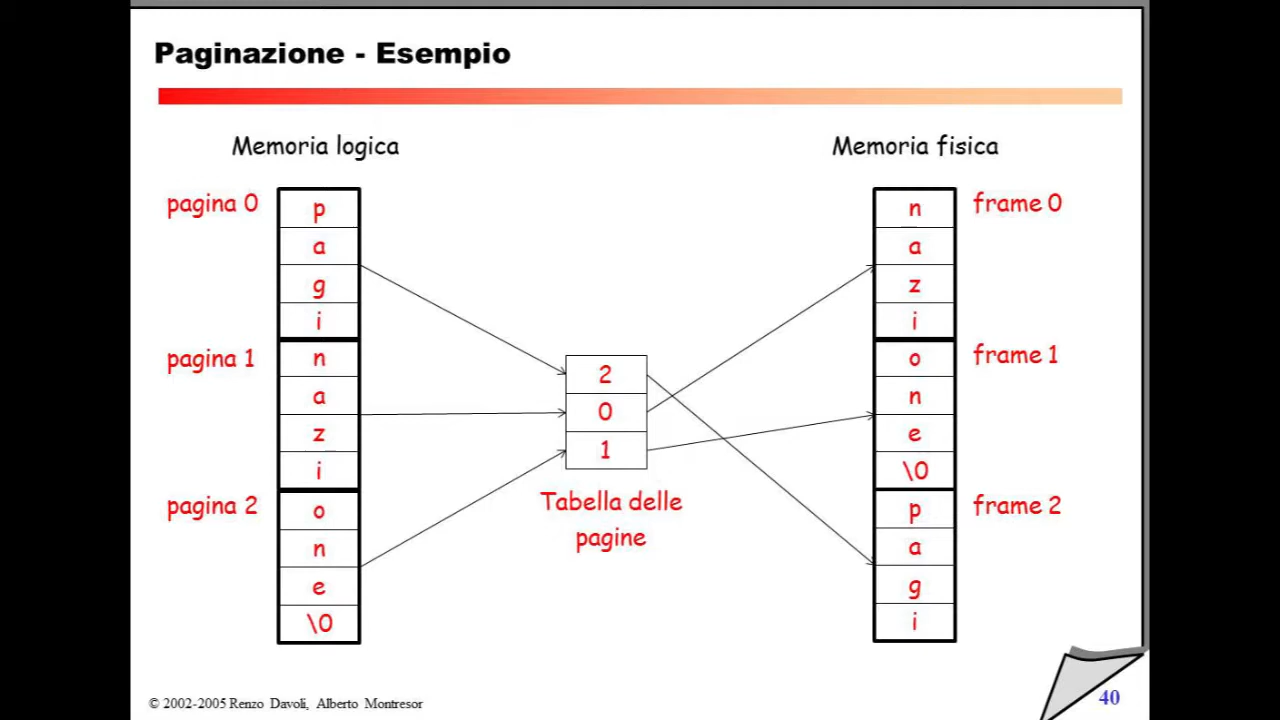 Paginazione - Esempio
Memoria logica
Memoria fisica
pagina 0
p
a
g
i
pagina 1
n
a
z
i
pagina 2
o
n
e
\0
2
0
1
Tabella delle
pagine
frame 0
n
a
z
i
frame 1
o
n
e
\0
frame 2
p
a
g
i
© 2002-2005 Renzo Davoli, Alberto Montresor
40